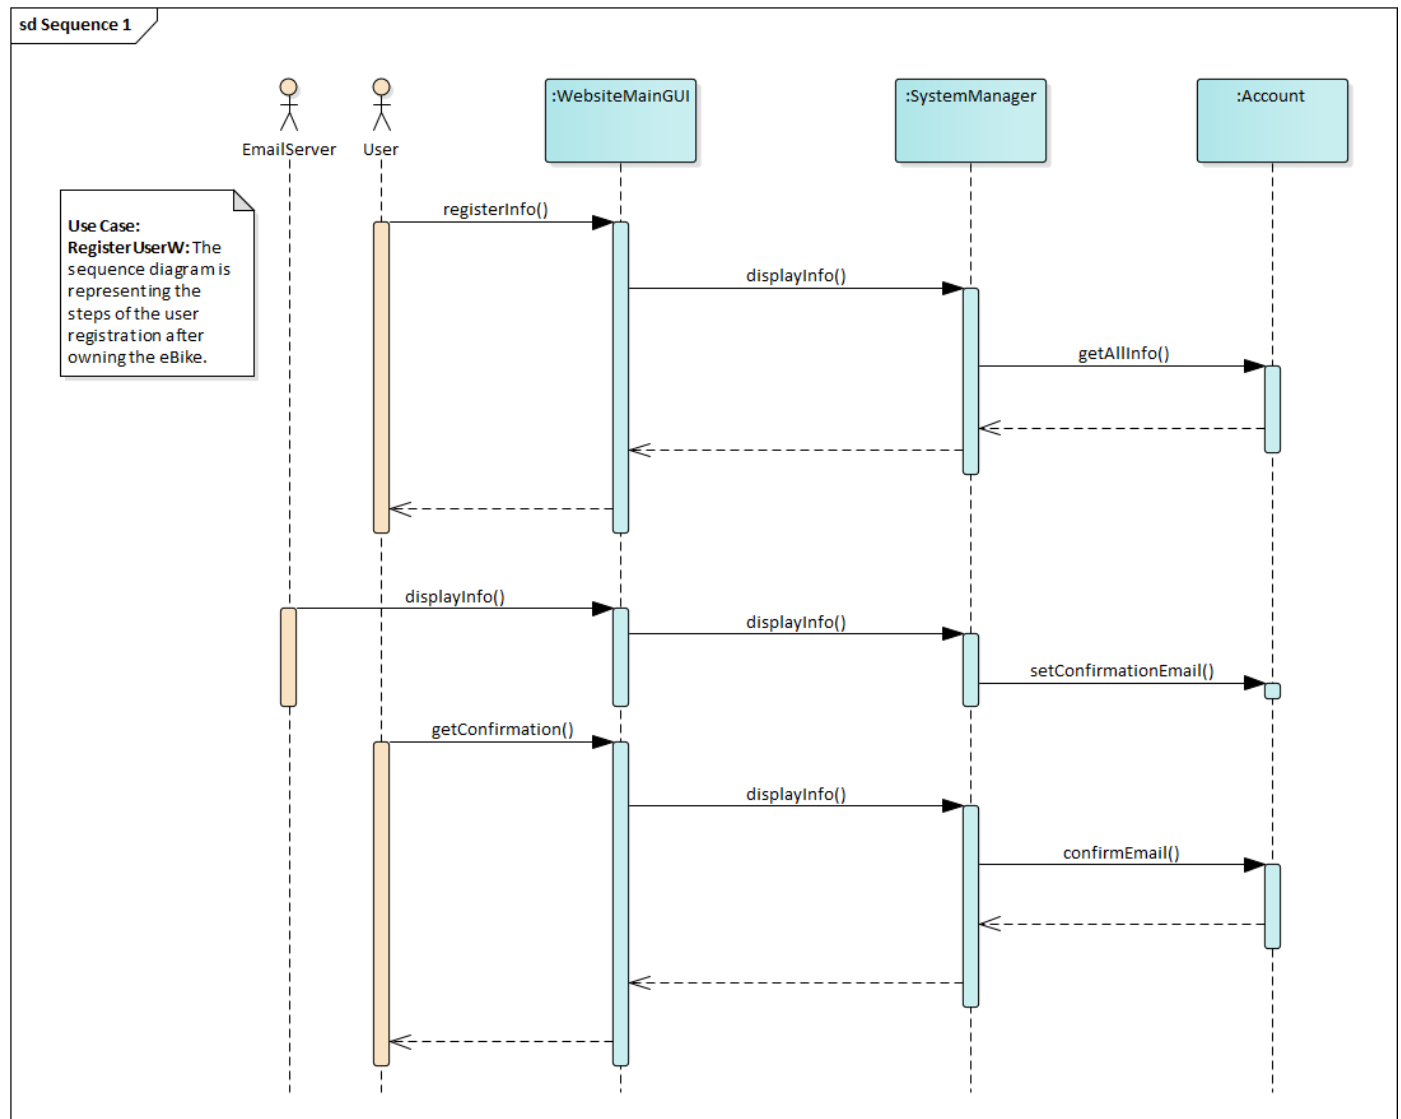 sd Sequence 1
EmailServer
User
:WebsiteMainGUI
:SystemManager
:Account
Use Case:
RegisterUserW: The
sequence diagram is
representing the
steps of the user
registration after
owning the eBike.
registerInfo()
displayInfo()
getAllInfo()
displayInfo()
displayInfo()
setConfirmationEmail()
getConfirmation()
displayInfo()
confirmEmail()